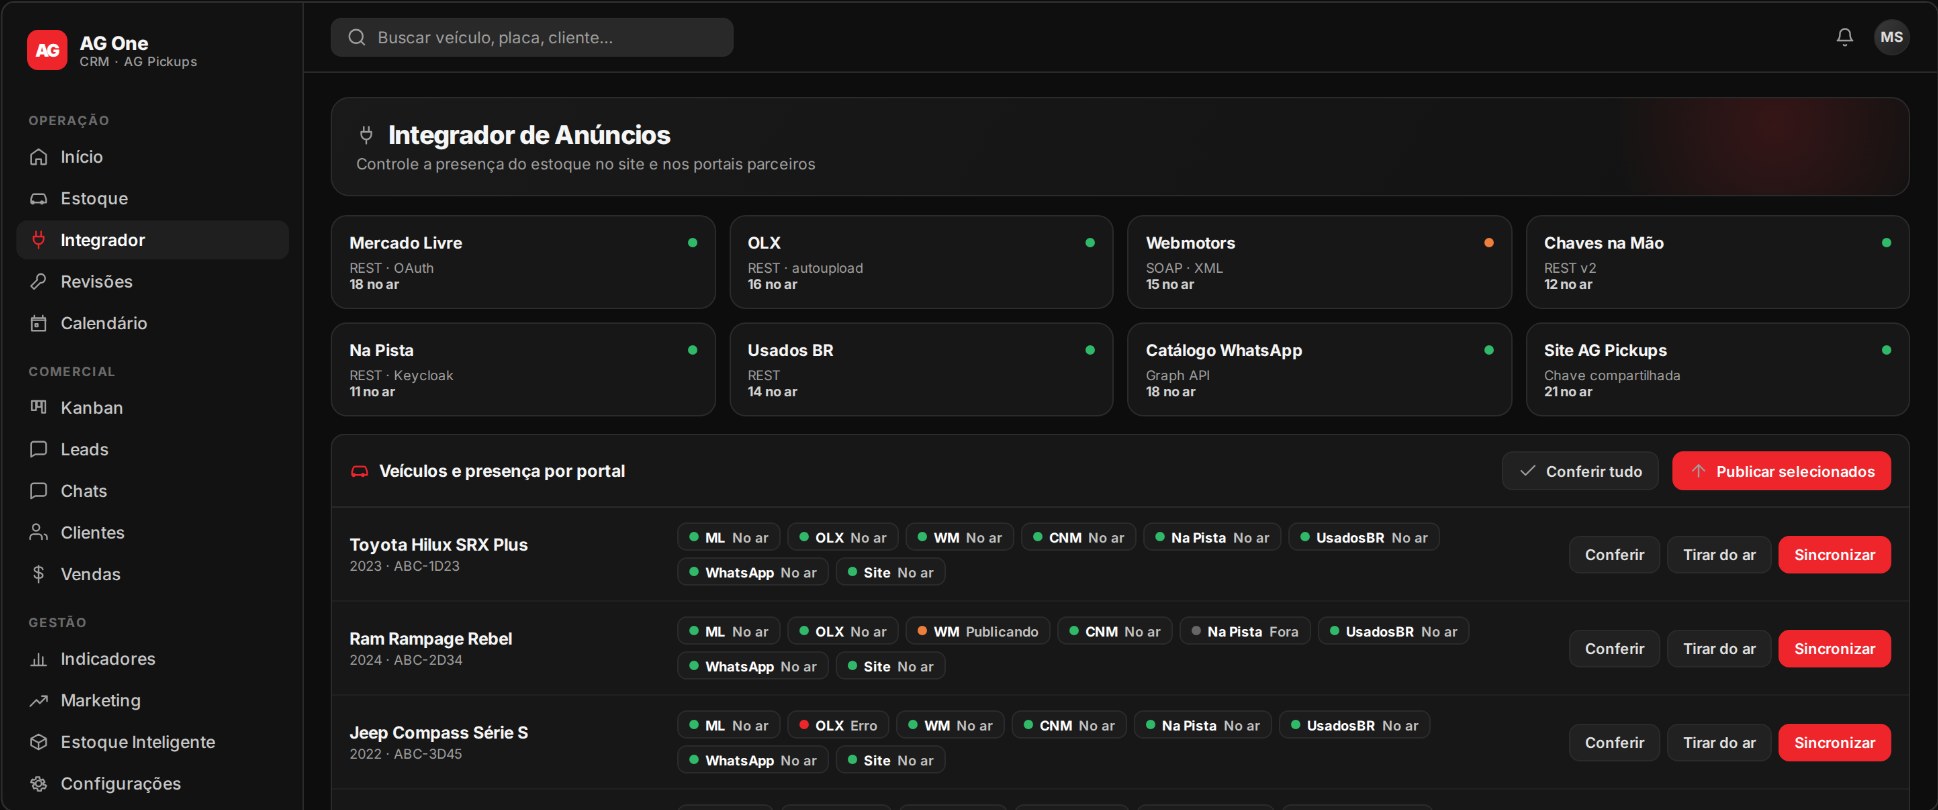 AG
AG One
CRM · AG Pickups
OPERAÇÃO
Início
Estoque
Integrador
Revisões
Calendário
COMERCIAL
Kanban
Leads
Chats
Clientes
Vendas
GESTÃO
Indicadores
Marketing
Estoque Inteligente
Configurações
Buscar veículo, placa, cliente...
MS
Integrador de Anúncios
Controle a presença do estoque no site e nos portais parceiros
Mercado Livre
REST · OAuth
18 no ar
OLX
REST · autoupload
16 no ar
Webmotors
SOAP · XML
15 no ar
Chaves na Mão
REST v2
12 no ar
Na Pista
REST · Keycloak
11 no ar
Usados BR
REST
14 no ar
Catálogo WhatsApp
Graph API
18 no ar
Site AG Pickups
Chave compartilhada
21 no ar
Veículos e presença por portal
Conferir tudo
Publicar selecionados
Toyota Hilux SRX Plus
2023 · ABC-1D23
ML No ar OLX No ar WM No ar CNM No ar Na Pista No ar UsadosBR No ar
WhatsApp No ar Site No ar
Conferir Tirar do ar Sincronizar
Ram Rampage Rebel
2024 · ABC-2D34
ML No ar OLX No ar WM Publicando CNM No ar Na Pista Fora UsadosBR No ar
WhatsApp No ar Site No ar
Conferir Tirar do ar Sincronizar
Jeep Compass Série S
2022 · ABC-3D45
ML No ar OLX Erro WM No ar CNM No ar Na Pista No ar UsadosBR No ar
WhatsApp No ar Site No ar
Conferir Tirar do ar Sincronizar